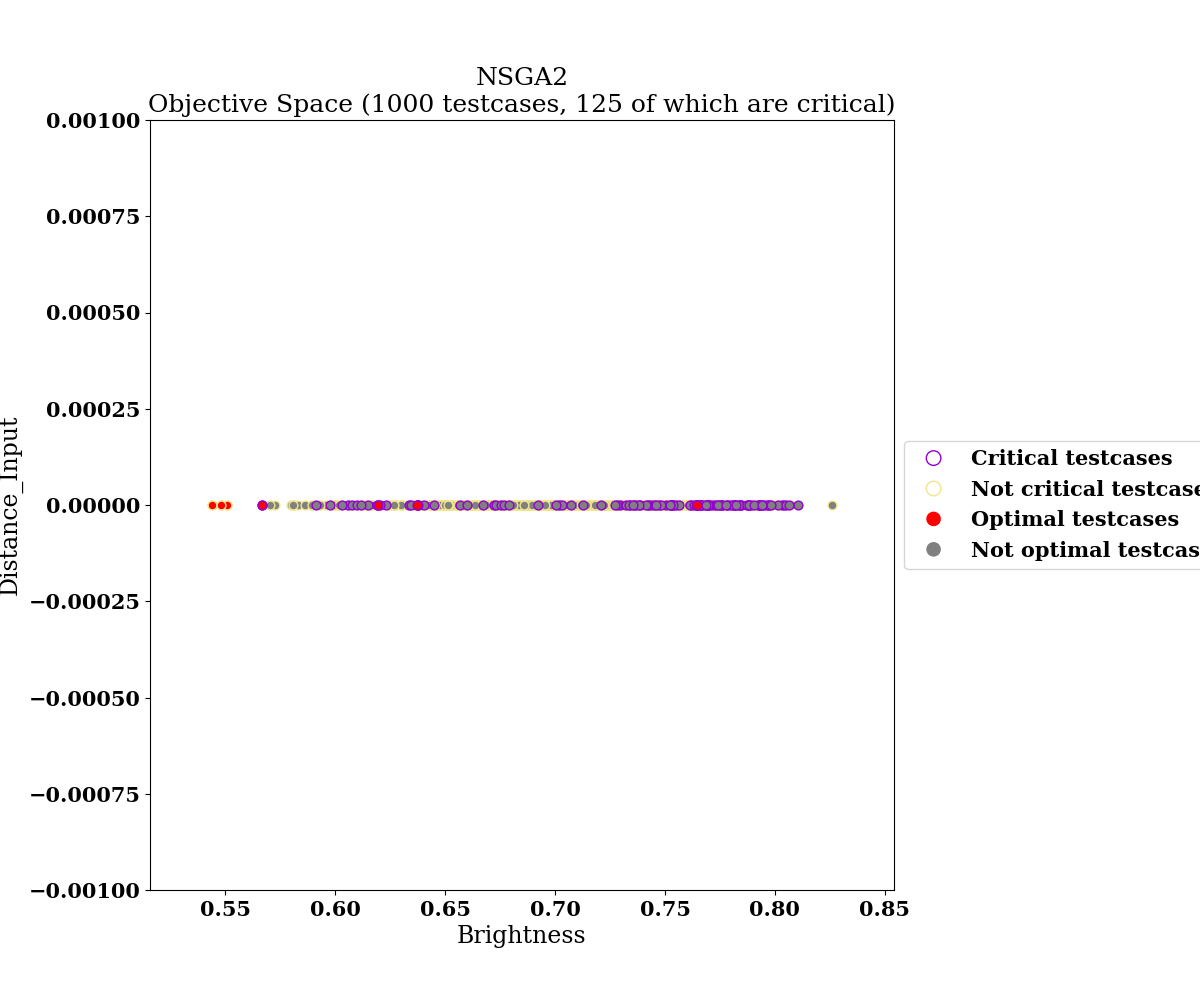 NSGA2
Objective Space (1000 testcases, 125 of which are critical)
0.00100
0.00075
0.00050
0.00025
0.00000
−0.00025
−0.00050
−0.00075
−0.00100
Distance_Input
0.55 0.60 0.65 0.70 0.75 0.80 0.85
Brightness
Critical testcases
Not critical testcase
Optimal testcases
Not optimal testcas